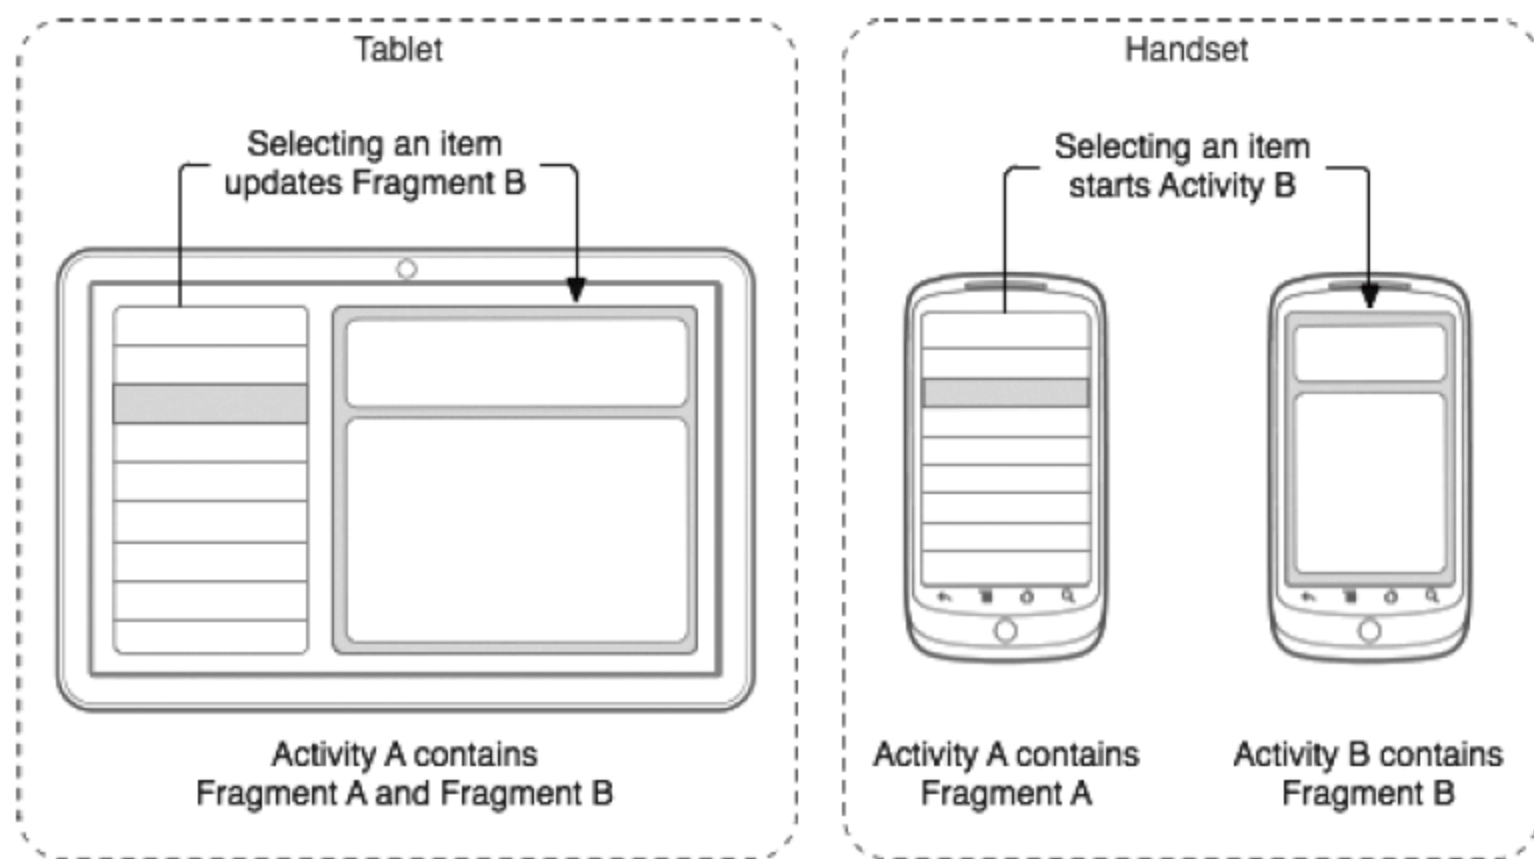 Tablet
Selecting an item
updates Fragment B
Activity A contains
Fragment A and Fragment B
Handset
Selecting an item
starts Activity B
Activity A contains
Fragment A
Activity B contains
Fragment B